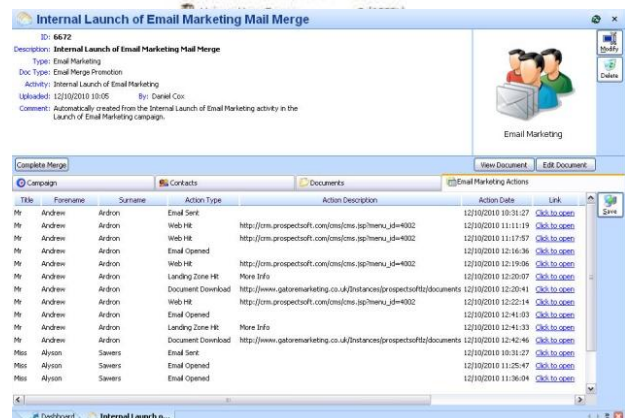 Internal Launch of Email Marketing Mail Merge
ID: 6672
Description: Internal Launch of Email Marketing Mail Merge
Type: Email Marketing
Doc Type: Email Merge Promotion
Activity: Internal Launch of Email Marketing
Uploaded: 12/10/2010 10:05 By: Daniel Cox
Comment: Automatically created from the Internal Launch of Email Marketing activity in the
Launch of Email Marketing campaign.
Modify
Delete
Email Marketing
Complete Merge View Document Edit Document
Campaign Contacts Documents Email Marketing Actions
Title Forename Surname Action Type Action Description Action Date Link
Save
Mr Andrew Ardron Email Sent 12/10/2010 10:31:27 Click to open
Mr Andrew Ardron Web Hit http://crm.prospectsoft.com/cms/cms.jsp?menu_id=4002 12/10/2010 11:11:19 Click to open
Mr Andrew Ardron Web Hit http://crm.prospectsoft.com/cms/cms.jsp?menu_id=4002 12/10/2010 11:17:57 Click to open
Mr Andrew Ardron Email Opened 12/10/2010 12:16:36 Click to open
Mr Andrew Ardron Web Hit http://crm.prospectsoft.com/cms/cms.jsp?menu_id=4002 12/10/2010 12:19:06 Click to open
Mr Andrew Ardron Landing Zone Hit More Info 12/10/2010 12:20:07 Click to open
Mr Andrew Ardron Document Download http://www.gatoremarketing.co.uk/Instances/prospectsoftlz/documents 12/10/2010 12:20:41 Click to open
Mr Andrew Ardron Web Hit http://crm.prospectsoft.com/cms/cms.jsp?menu_id=4002 12/10/2010 12:22:14 Click to open
Mr Andrew Ardron Email Opened 12/10/2010 12:41:03 Click to open
Mr Andrew Ardron Landing Zone Hit More Info 12/10/2010 12:41:33 Click to open
Mr Andrew Ardron Document Download http://www.gatoremarketing.co.uk/Instances/prospectsoftlz/documents 12/10/2010 12:42:46 Click to open
Miss Alyson Sawers Email Sent 12/10/2010 10:31:27 Click to open
Miss Alyson Sawers Email Opened 12/10/2010 11:25:47 Click to open
Miss Alyson Sawers Email Opened 12/10/2010 11:36:04 Click to open
Dashboard Internal Launch o...